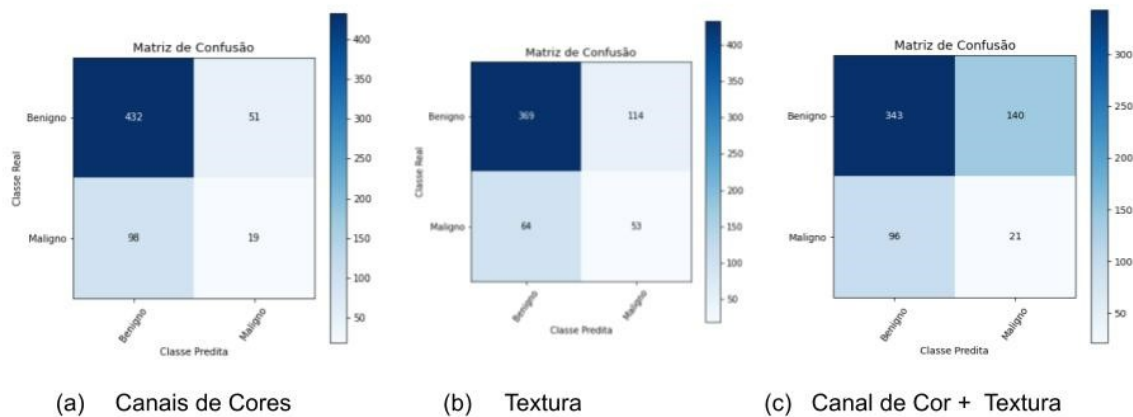 Matriz de Confusão
Benigno
Maligno
Classe Real
432
51
98
19
Benigno
Maligno
Classe Predita
400
350
300
250
200
150
100
50
(a) Canais de Cores
Matriz de Confusão
Benigno
Maligno
Classe Real
369
114
64
53
Benigno
Maligno
Classe Predita
400
350
300
250
200
150
100
50
(b) Textura
Matriz de Confusão
Benigno
Maligno
Classe Real
343
140
96
21
Benigno
Maligno
Classe Predita
300
250
200
150
100
50
(c) Canal de Cor + Textura